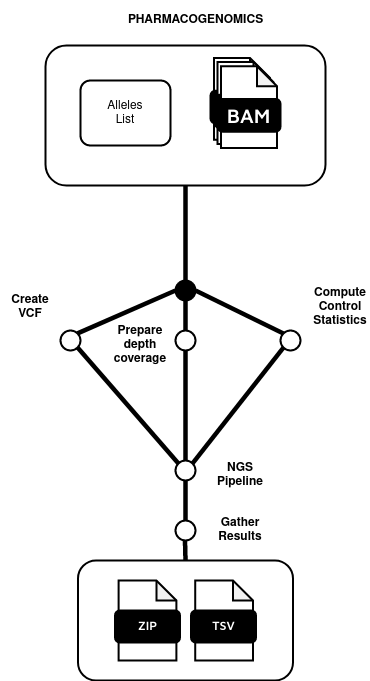 PHARMACOGENOMICS
Alleles
List
BAM
Create
VCF
Prepare
depth
coverage
Compute
Control
Statistics
NGS
Pipeline
Gather
Results
ZIP
TSV